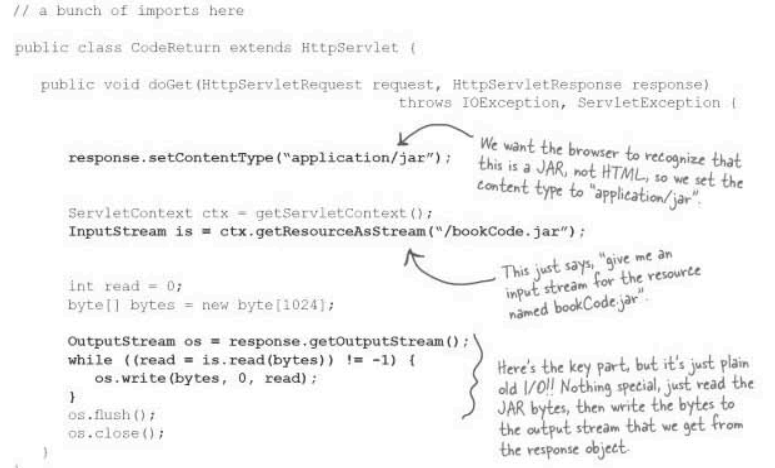 // a bunch of imports here
public class CodeReturn extends HttpServlet {
public void doGet(HttpServletRequest request, HttpServletResponse response)
throws IOException, ServletException {
response.setContentType("application/jar");
We want the browser to recognize that
this is a JAR, not HTML, so we set the
content type to "application/jar".
ServletContext ctx = getServletContext();
InputStream is = ctx.getResourceAsStream("/bookCode.jar");
This just says, "give me an
input stream for the resource
named bookCode.jar".
int read = 0;
byte[] bytes = new byte[1024];
OutputStream os = response.getOutputStream();
while ((read = is.read(bytes)) != -1) {
os.write(bytes, 0, read);
}
os.flush();
os.close();
Here's the key part, but it's just plain
old I/O!! Nothing special, just read the
JAR bytes, then write the bytes to
the output stream that we get from
the response object.
}